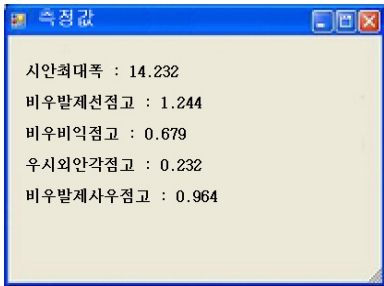 측정값
시안최대폭 : 14.232
비우발제선점고 : 1.244
비우비익점고 : 0.679
우시외안각점고 : 0.232
비우발제사우점고 : 0.964